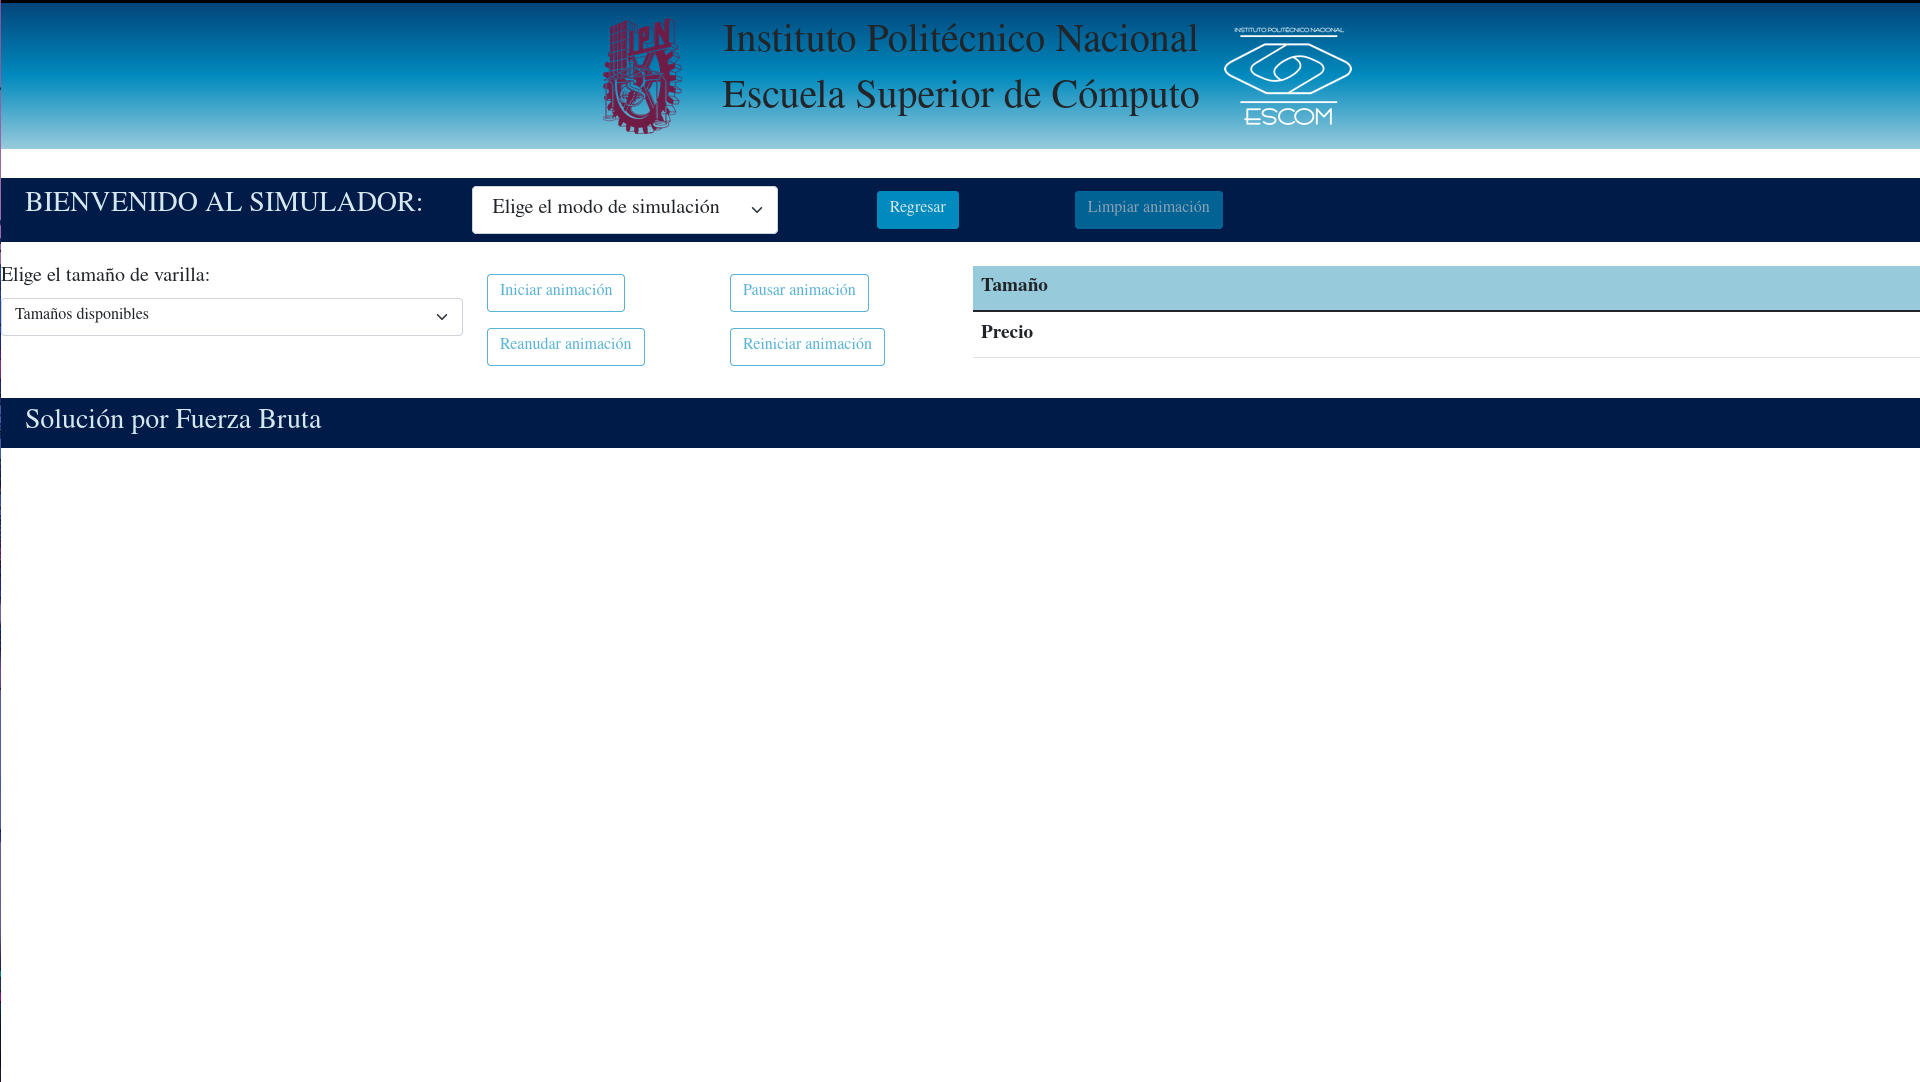 IPN
Instituto Politécnico Nacional
Escuela Superior de Cómputo
INSTITUTO POLITÉCNICO NACIONAL
ESCOM
BIENVENIDO AL SIMULADOR:
Elige el modo de simulación
Regresar
Limpiar animación
Elige el tamaño de varilla:
Tamaños disponibles
Iniciar animación
Pausar animación
Reanudar animación
Reiniciar animación
Tamaño
Precio
Solución por Fuerza Bruta